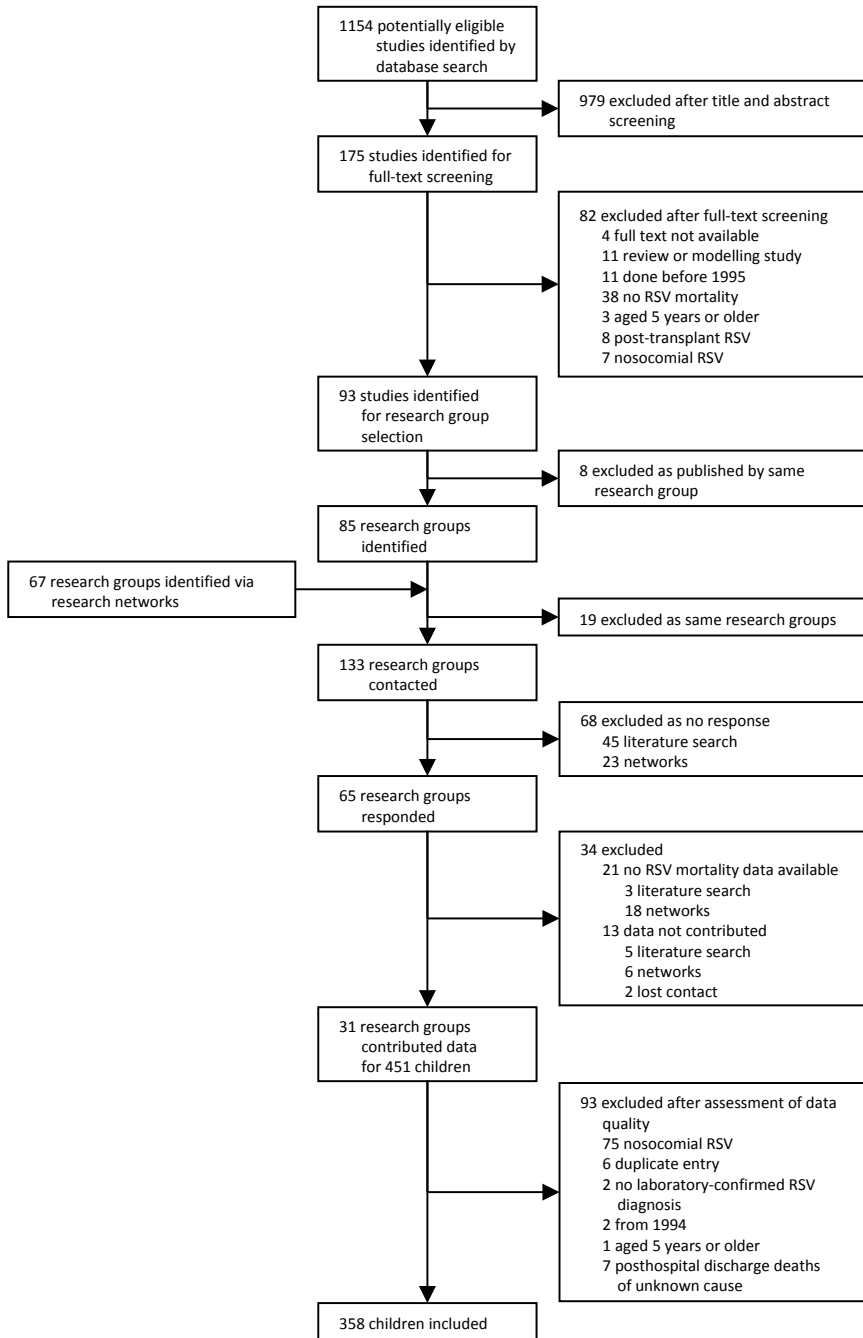 1154 potentially eligible
studies identified by
database search
979 excluded after title and abstract
screening
175 studies identified for
full-text screening
82 excluded after full-text screening
4 full text not available
11 review or modelling study
11 done before 1995
38 no RSV mortality
3 aged 5 years or older
8 post-transplant RSV
7 nosocomial RSV
93 studies identified
for research group
selection
8 excluded as published by same
research group
85 research groups
identified
67 research groups identified via
research networks
19 excluded as same research groups
133 research groups
contacted
68 excluded as no response
45 literature search
23 networks
65 research groups
responded
34 excluded
21 no RSV mortality data available
3 literature search
18 networks
13 data not contributed
5 literature search
6 networks
2 lost contact
31 research groups
contributed data
for 451 children
93 excluded after assessment of data
quality
75 nosocomial RSV
6 duplicate entry
2 no laboratory-confirmed RSV
diagnosis
2 from 1994
1 aged 5 years or older
7 posthospital discharge deaths
of unknown cause
358 children included